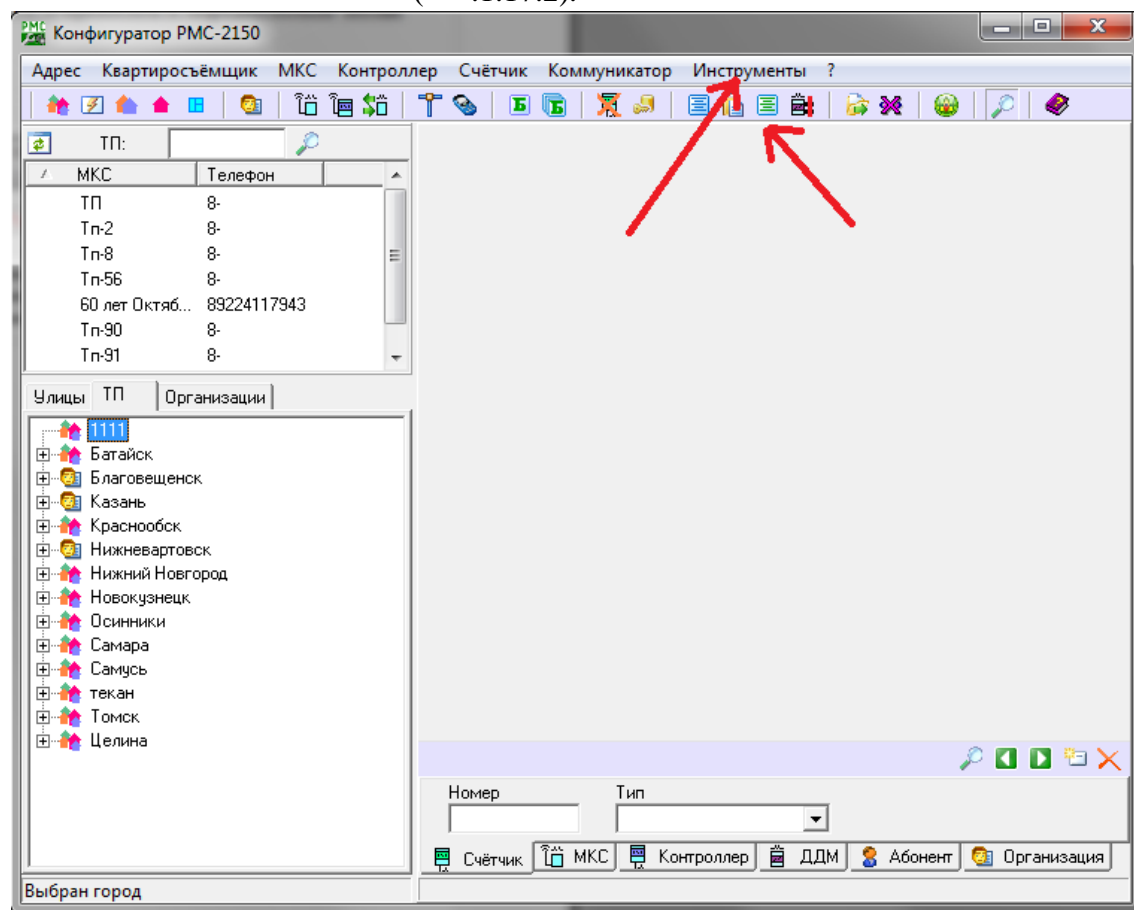 Конфигуратор РМС-2150
Адрес Квартиросъёмщик МКС Контроллер Счётчик Коммуникатор Инструменты ?
ТП:
МКС Телефон
ТП 8-
Тп-2 8-
Тп-8 8-
Тп-56 8-
60 лет Октяб... 89224117943
Тп-90 8-
Тп-91 8-
Улицы ТП Организации
1111
Батайск
Благовещенск
Казань
Краснообск
Нижневартовск
Нижний Новгород
Новокузнецк
Осинники
Самара
Самусь
текан
Томск
Целина
Номер Тип
Счётчик МКС Контроллер ДДМ Абонент Организация
Выбран город